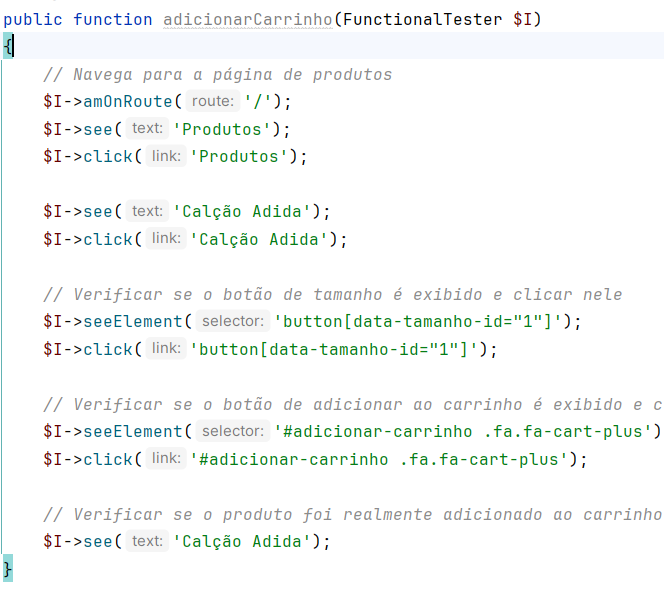 public function adicionarCarrinho(FunctionalTester $I)
{
// Navega para a página de produtos
$I->amOnRoute( route: '/');
$I->see( text: 'Produtos');
$I->click( link: 'Produtos');
$I->see( text: 'Calção Adida');
$I->click( link: 'Calção Adida');
// Verificar se o botão de tamanho é exibido e clicar nele
$I->seeElement( selector: 'button[data-tamanho-id="1"]');
$I->click( link: 'button[data-tamanho-id="1"]');
// Verificar se o botão de adicionar ao carrinho é exibido e c
$I->seeElement( selector: '#adicionar-carrinho .fa.fa-cart-plus')
$I->click( link: '#adicionar-carrinho .fa.fa-cart-plus');
// Verificar se o produto foi realmente adicionado ao carrinho
$I->see( text: 'Calção Adida');
}